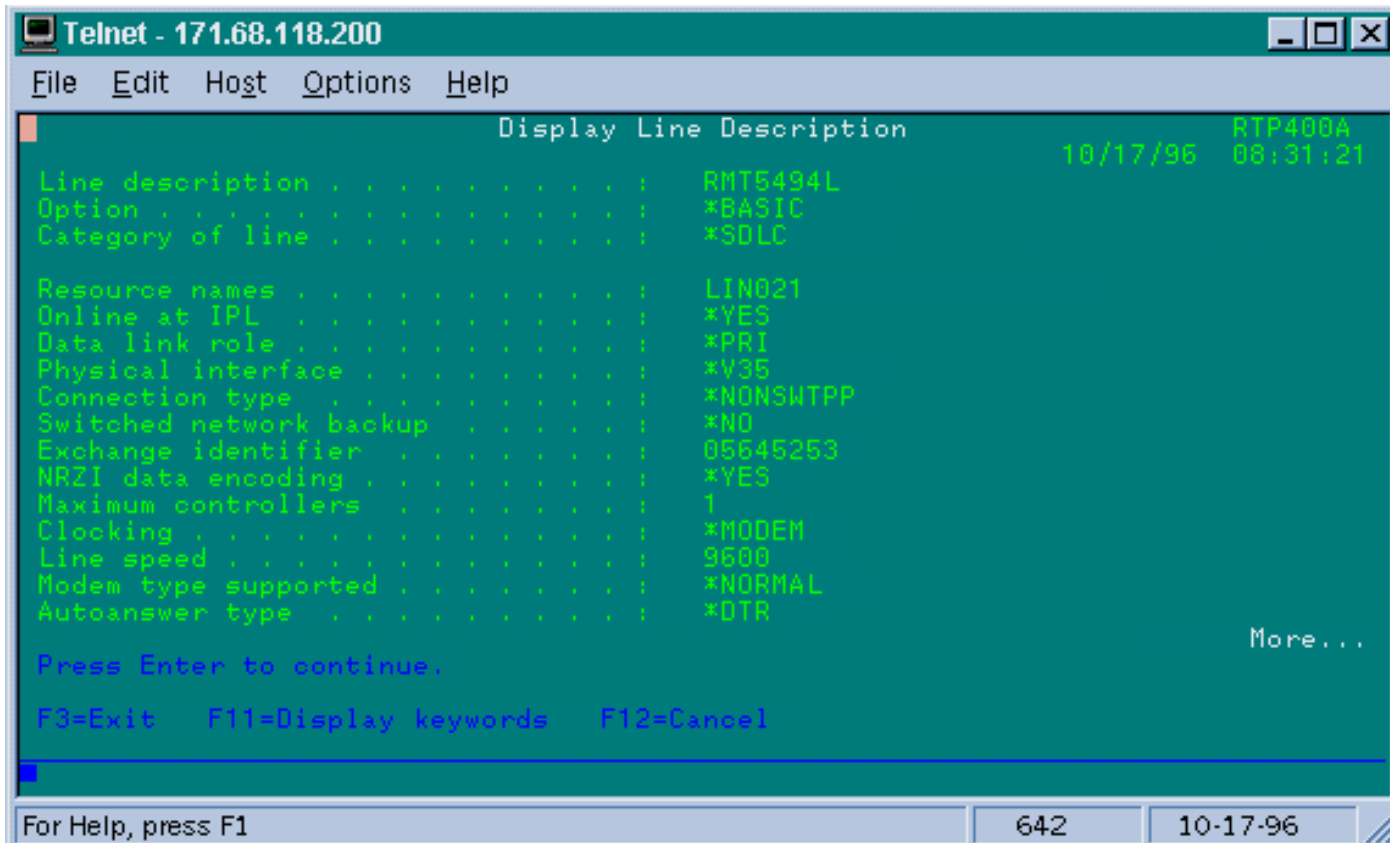 Telnet - 171.68.118.200
File Edit Host Options Help
Display Line Description RTP400A
10/17/96 08:31:21
Line description . . . . . . . . . : RMT5494L
Option . . . . . . . . . . . . . . : *BASIC
Category of line . . . . . . . . . : *SDLC
Resource names . . . . . . . . . . : LIN021
Online at IPL . . . . . . . . . . : *YES
Data link role . . . . . . . . . . : *PRI
Physical interface . . . . . . . . : *V35
Connection type . . . . . . . . . : *NONSWTPP
Switched network backup . . . . . : *NO
Exchange identifier . . . . . . . : 05645253
NRZI data encoding . . . . . . . . : *YES
Maximum controllers . . . . . . . : 1
Clocking . . . . . . . . . . . . . : *MODEM
Line speed . . . . . . . . . . . . : 9600
Modem type supported . . . . . . . : *NORMAL
Autoanswer type . . . . . . . . . : *DTR
More...
Press Enter to continue.
F3=Exit F11=Display keywords F12=Cancel
For Help, press F1 642 10-17-96